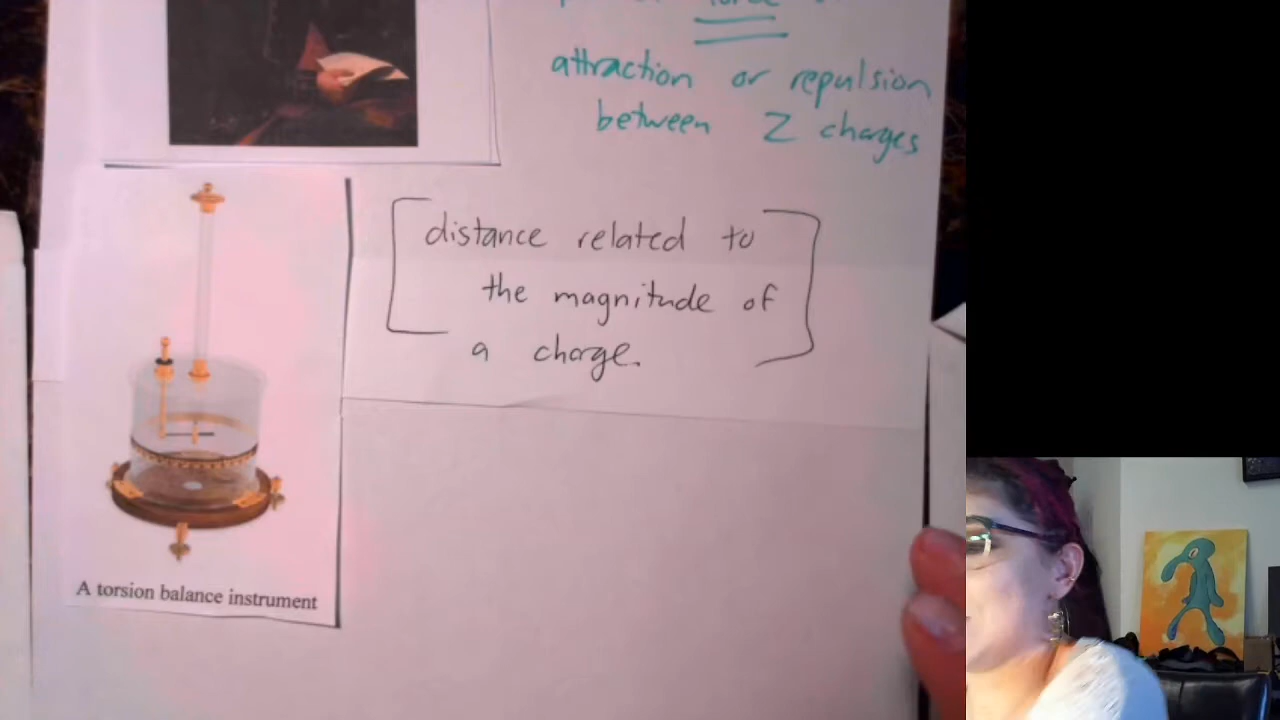 attraction or repulsion
between 2 charges
distance related to
the magnitude of
a charge.
A torsion balance instrument